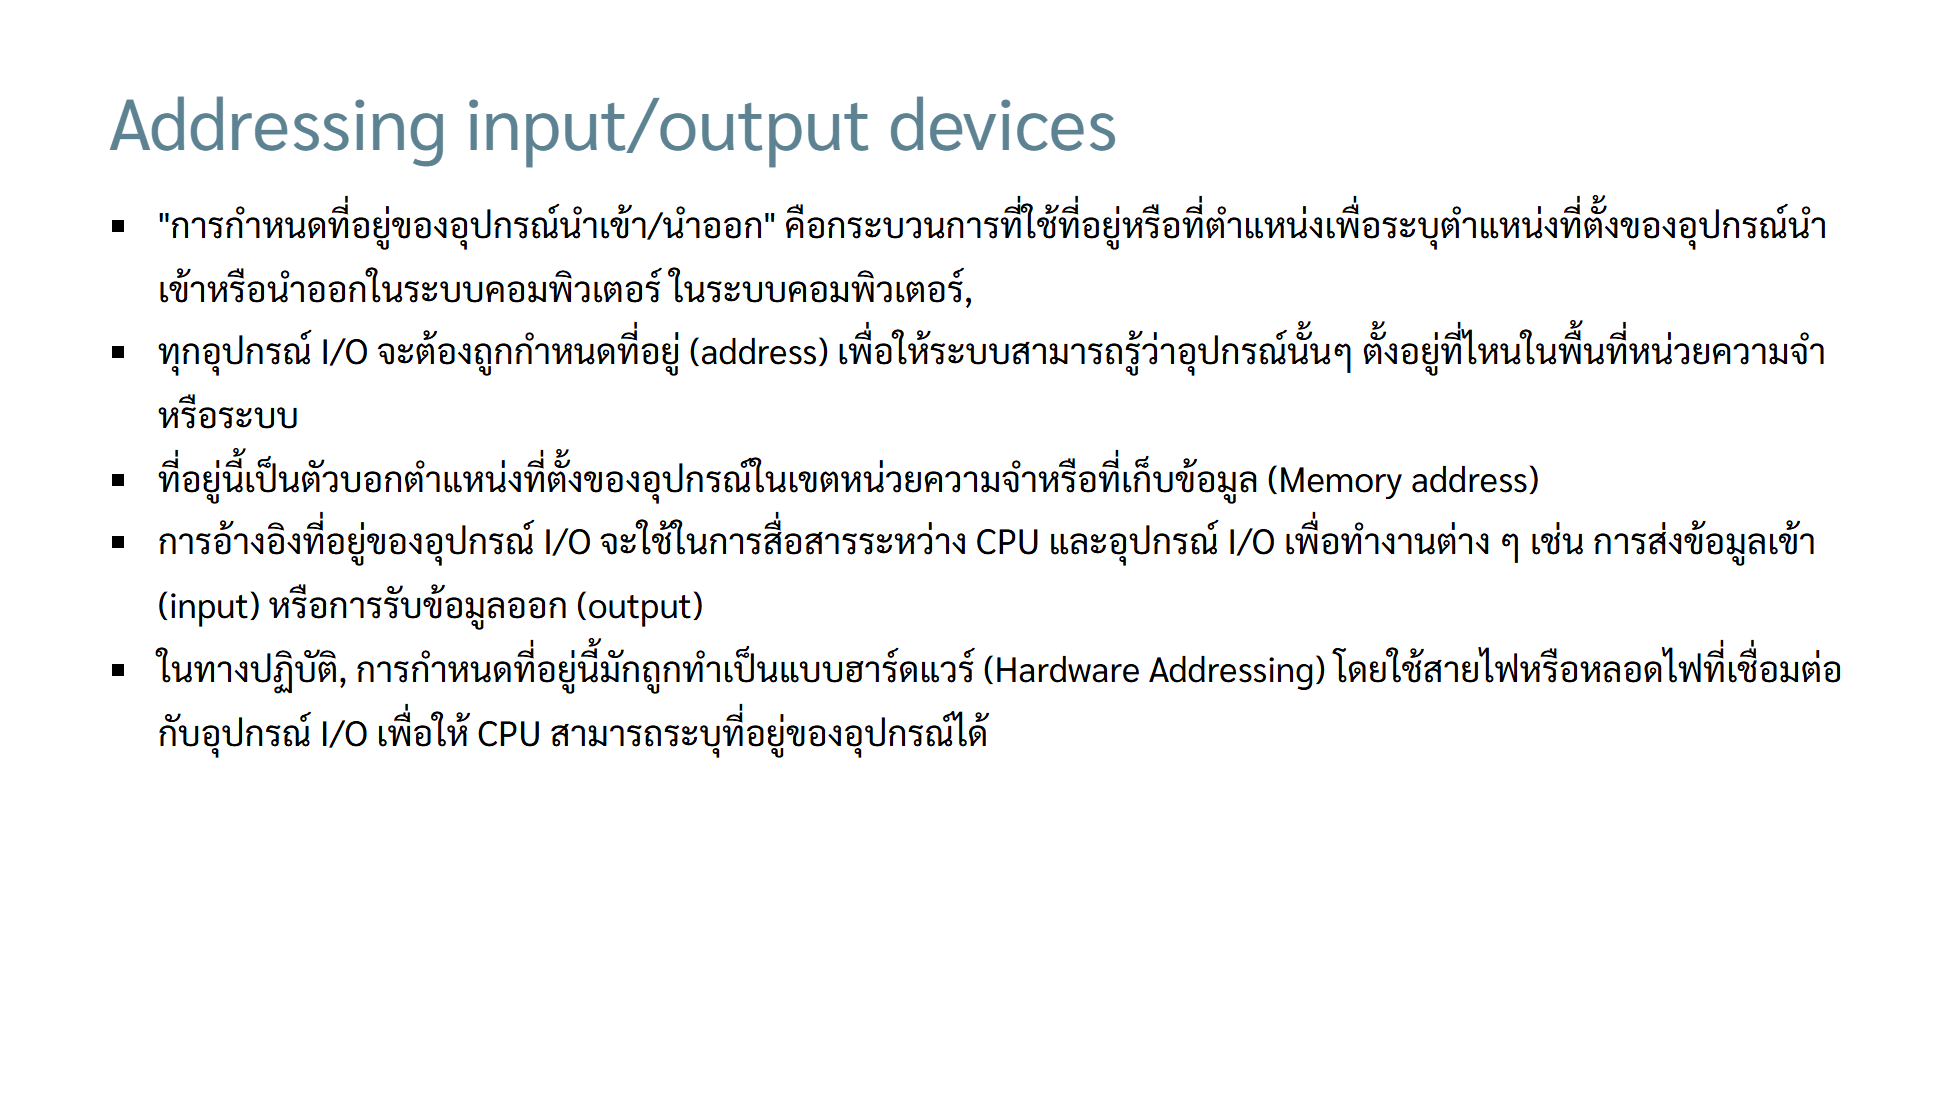 Addressing input/output devices
▪ "การกำหนดที่อยู่ของอุปกรณ์นำเข้า/นำออก" คือกระบวนการที่ใช้ที่อยู่หรือที่ตำแหน่งเพื่อระบุตำแหน่งที่ตั้งของอุปกรณ์นำ
เข้าหรือนำออกในระบบคอมพิวเตอร์ ในระบบคอมพิวเตอร์,
▪ ทุกอุปกรณ์ I/O จะต้องถูกกำหนดที่อยู่ (address) เพื่อให้ระบบสามารถรู้ว่าอุปกรณ์นั้นๆ ตั้งอยู่ที่ไหนในพื้นที่หน่วยความจำ
หรือระบบ
▪ ที่อยู่นี้เป็นตัวบอกตำแหน่งที่ตั้งของอุปกรณ์ในเขตหน่วยความจำหรือที่เก็บข้อมูล (Memory address)
▪ การอ้างอิงที่อยู่ของอุปกรณ์ I/O จะใช้ในการสื่อสารระหว่าง CPU และอุปกรณ์ I/O เพื่อทำงานต่าง ๆ เช่น การส่งข้อมูลเข้า
(input) หรือการรับข้อมูลออก (output)
▪ ในทางปฏิบัติ, การกำหนดที่อยู่นี้มักถูกทำเป็นแบบฮาร์ดแวร์ (Hardware Addressing) โดยใช้สายไฟหรือหลอดไฟที่เชื่อมต่อ
กับอุปกรณ์ I/O เพื่อให้ CPU สามารถระบุที่อยู่ของอุปกรณ์ได้